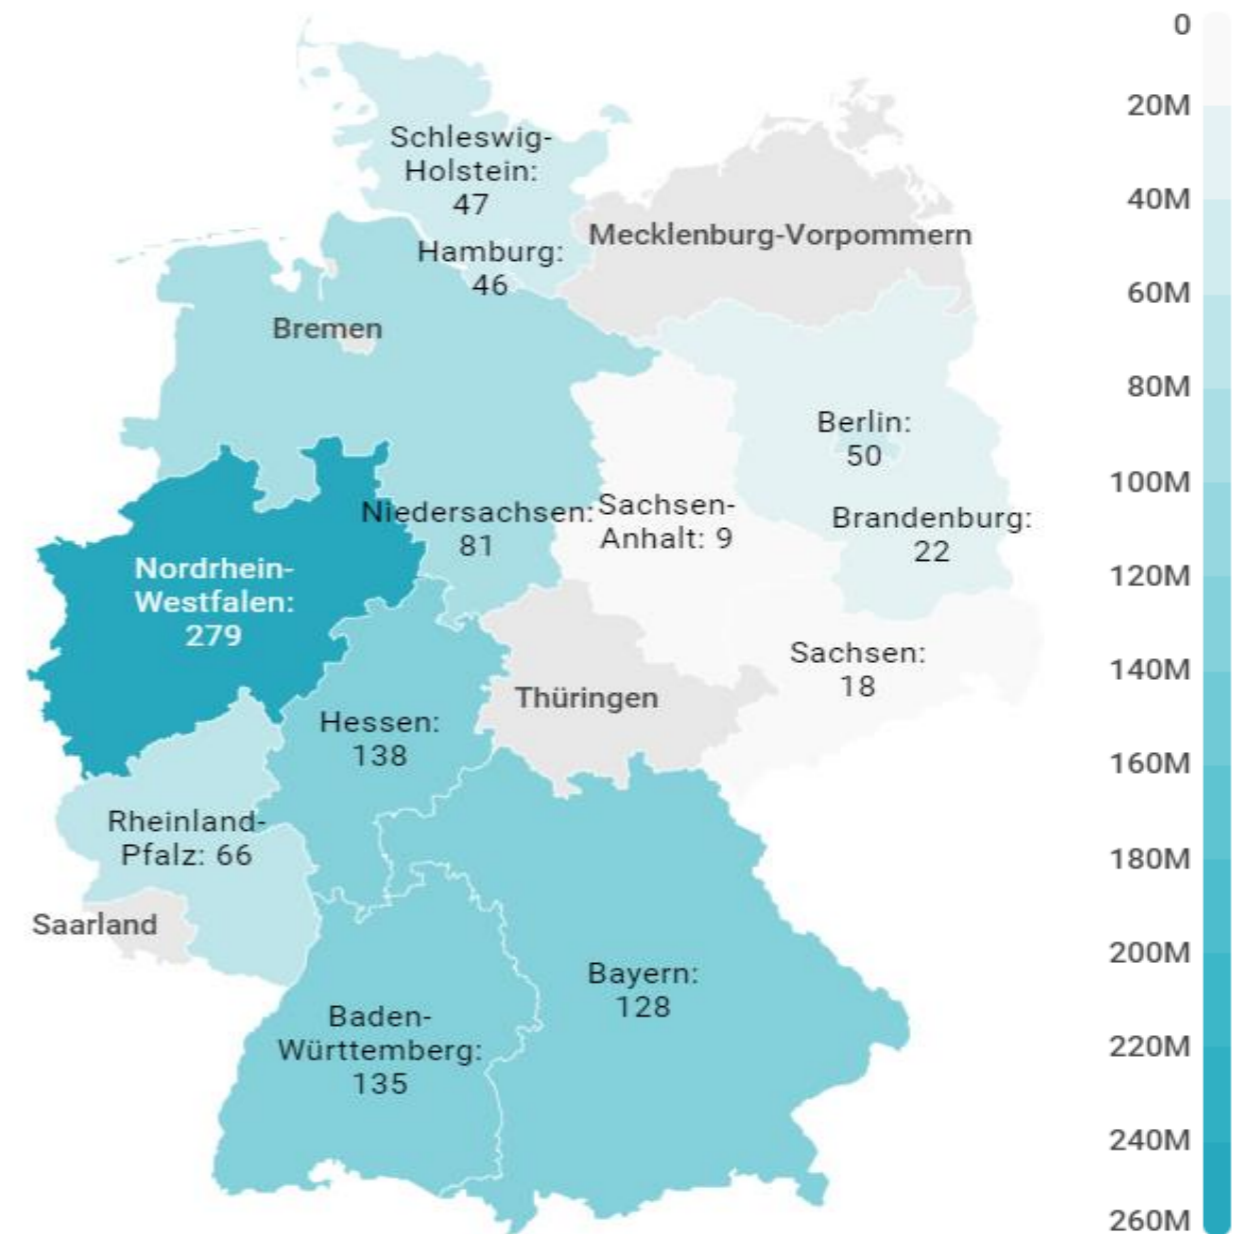 Schleswig-
Holstein:
47
Hamburg:
46
Mecklenburg-Vorpommern
Bremen
Berlin:
50
Niedersachsen:
81
Sachsen-
Anhalt: 9
Brandenburg:
22
Nordrhein-
Westfalen:
279
Sachsen:
18
Thüringen
Hessen:
138
Rheinland-
Pfalz: 66
Saarland
Bayern:
128
Baden-
Württemberg:
135
0
20M
40M
60M
80M
100M
120M
140M
160M
180M
200M
220M
240M
260M